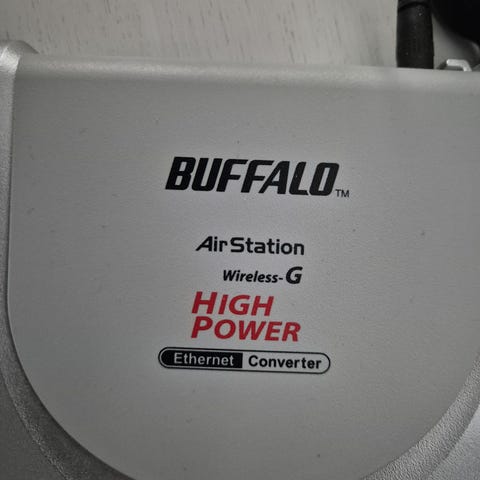 BUFFALO™
AirStation
Wireless-G
HIGH
POWER
Ethernet Converter